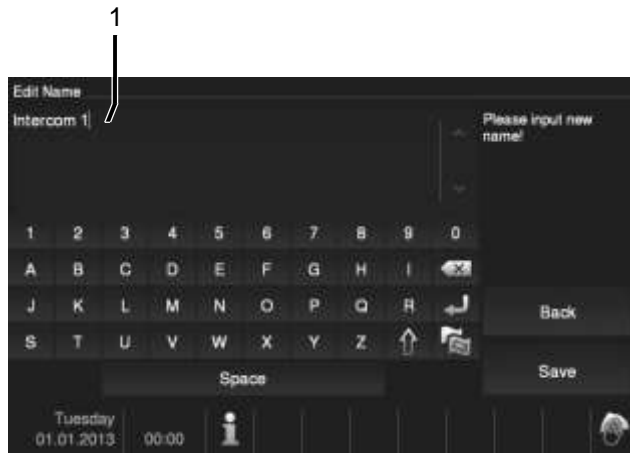 1
Edit Name
Intercom 1
Please input new
name!
1 2 3 4 5 6 7 8 9 0
A B C D E F G H I
J K L M N O P Q R
Back
S T U V W X Y Z
Space
Save
Tuesday
01.01.2013 00:00